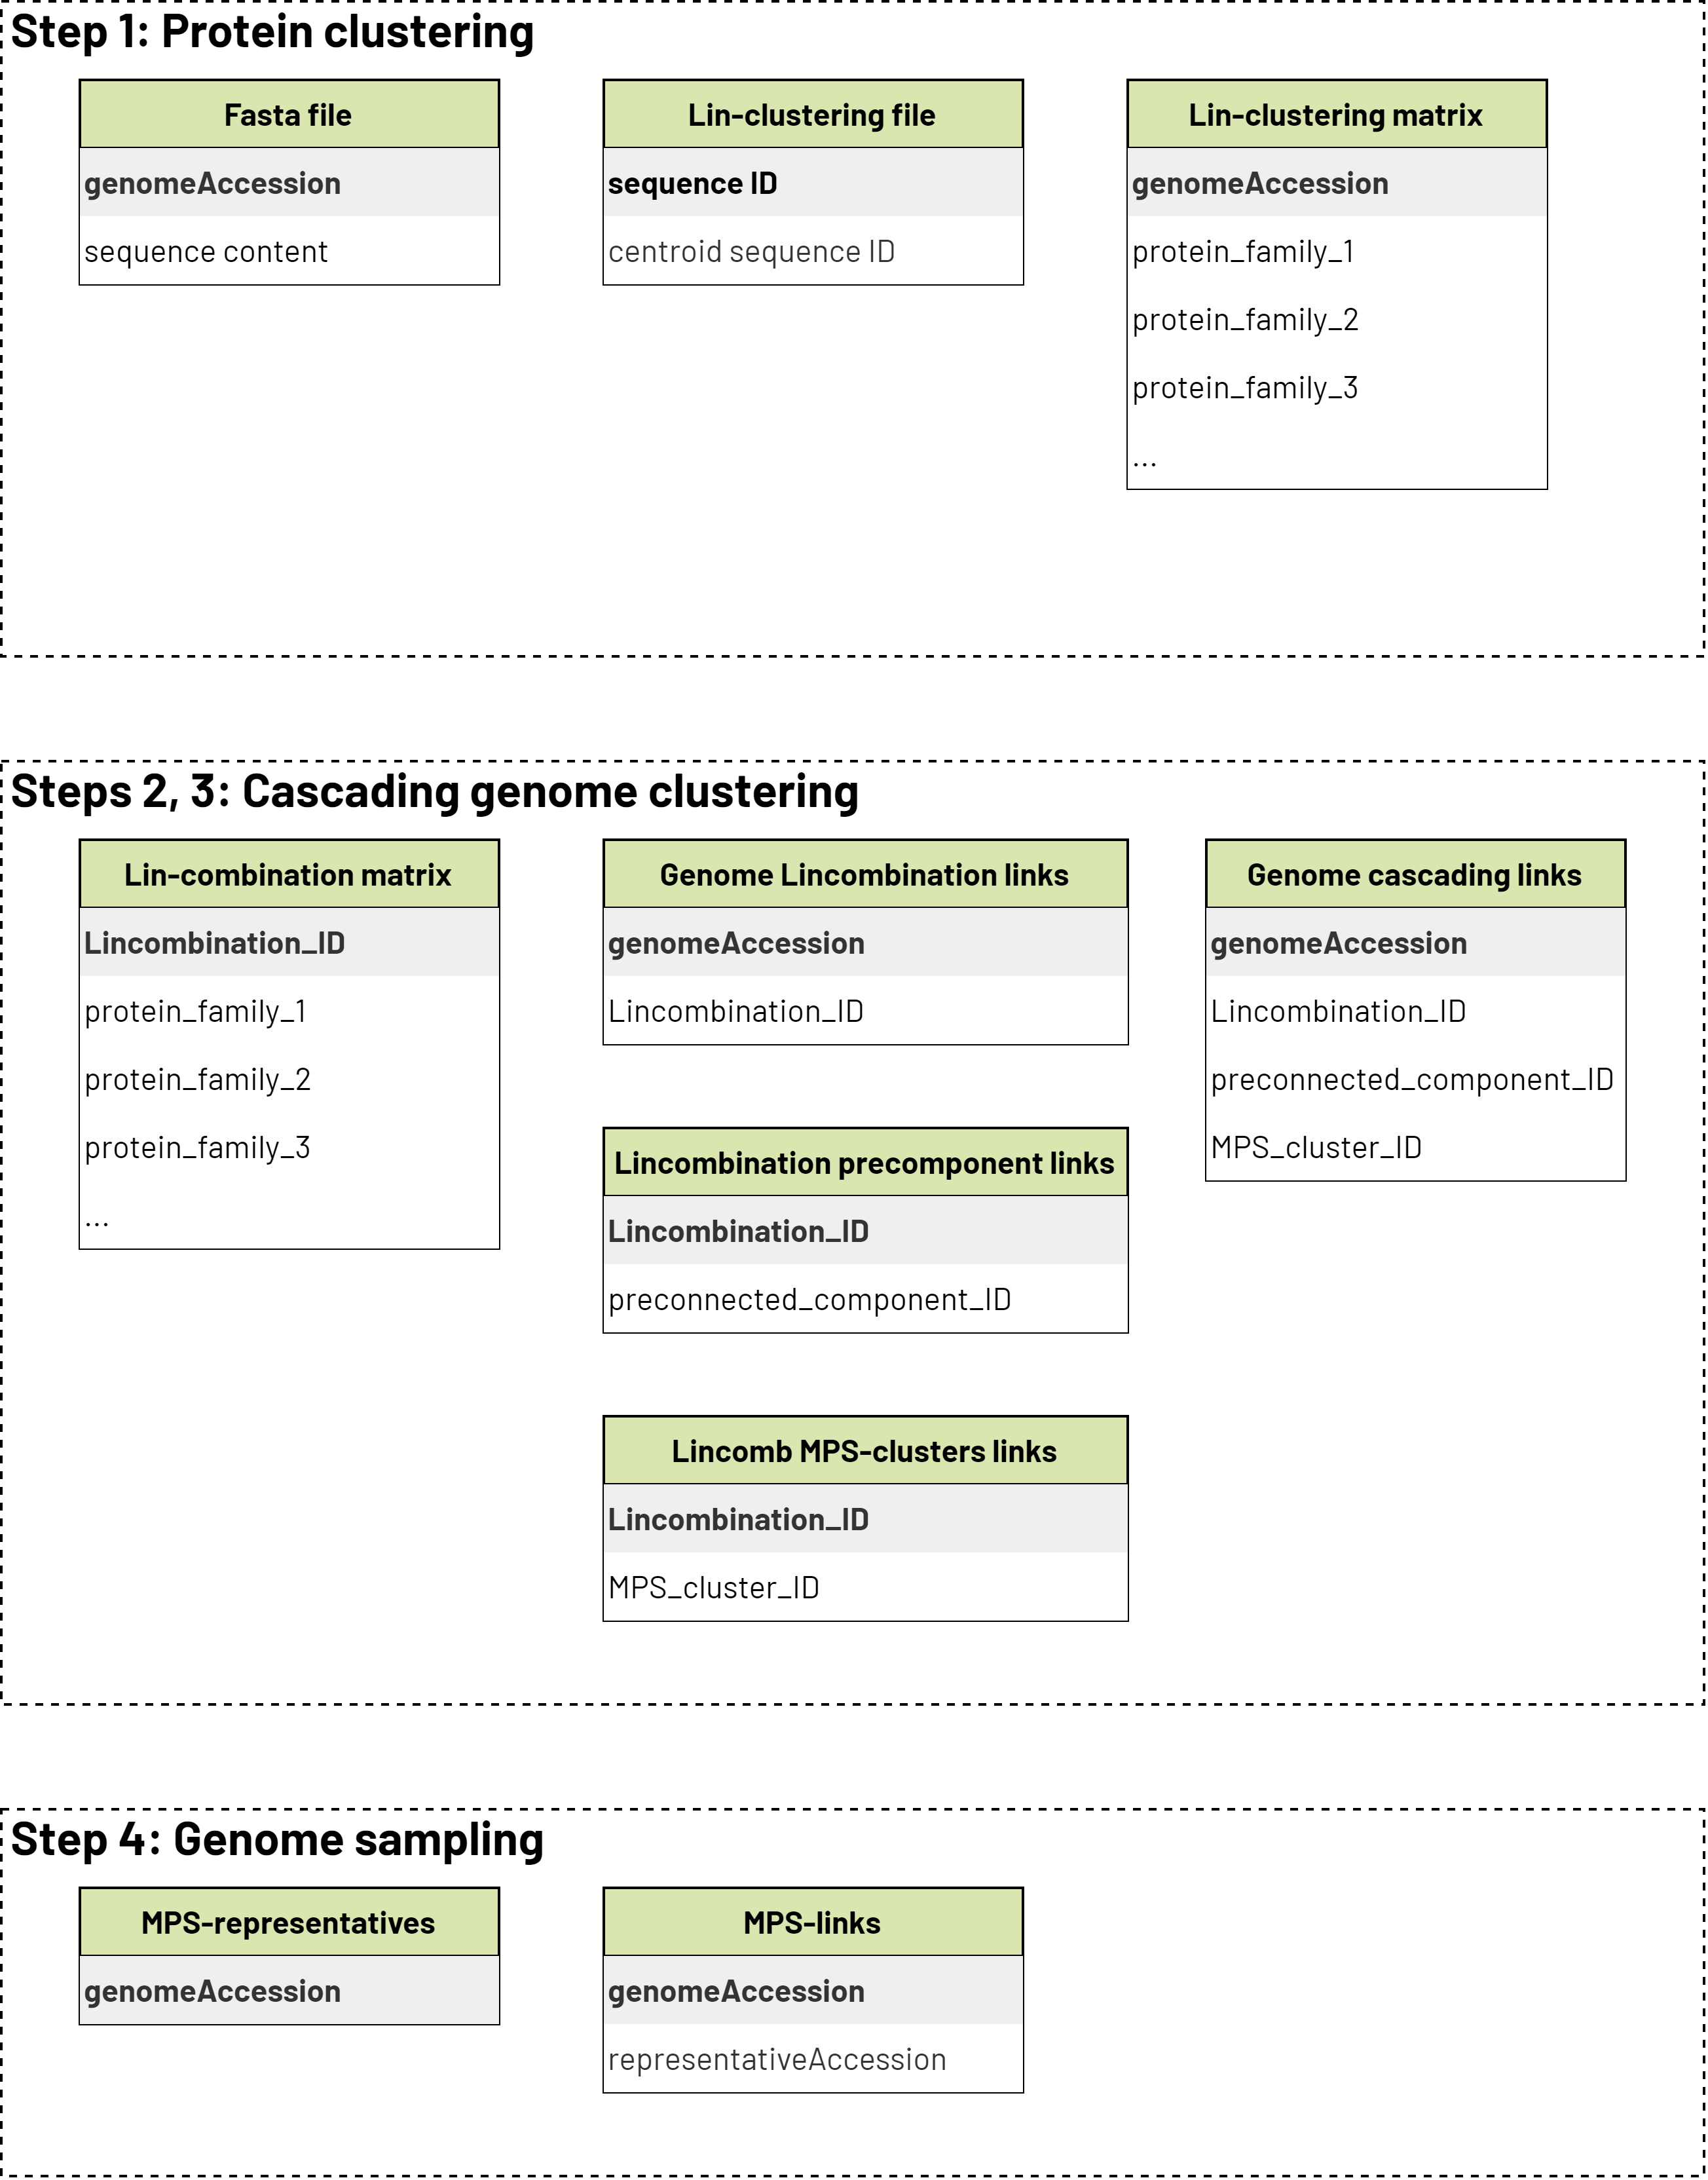 Step 1: Protein clustering
Fasta file
genomeAccession
sequence content
Lin-clustering file
sequence ID
centroid sequence ID
Lin-clustering matrix
genomeAccession
protein_family_1
protein_family_2
protein_family_3
...
Steps 2, 3: Cascading genome clustering
Lin-combination matrix
Lincombination_ID
protein_family_1
protein_family_2
protein_family_3
...
Genome Lincombination links
genomeAccession
Lincombination_ID
Lincombination precomponent links
Lincombination_ID
preconnected_component_ID
Lincomb MPS-clusters links
Lincombination_ID
MPS_cluster_ID
Genome cascading links
genomeAccession
Lincombination_ID
preconnected_component_ID
MPS_cluster_ID
Step 4: Genome sampling
MPS-representatives
genomeAccession
MPS-links
genomeAccession
representativeAccession